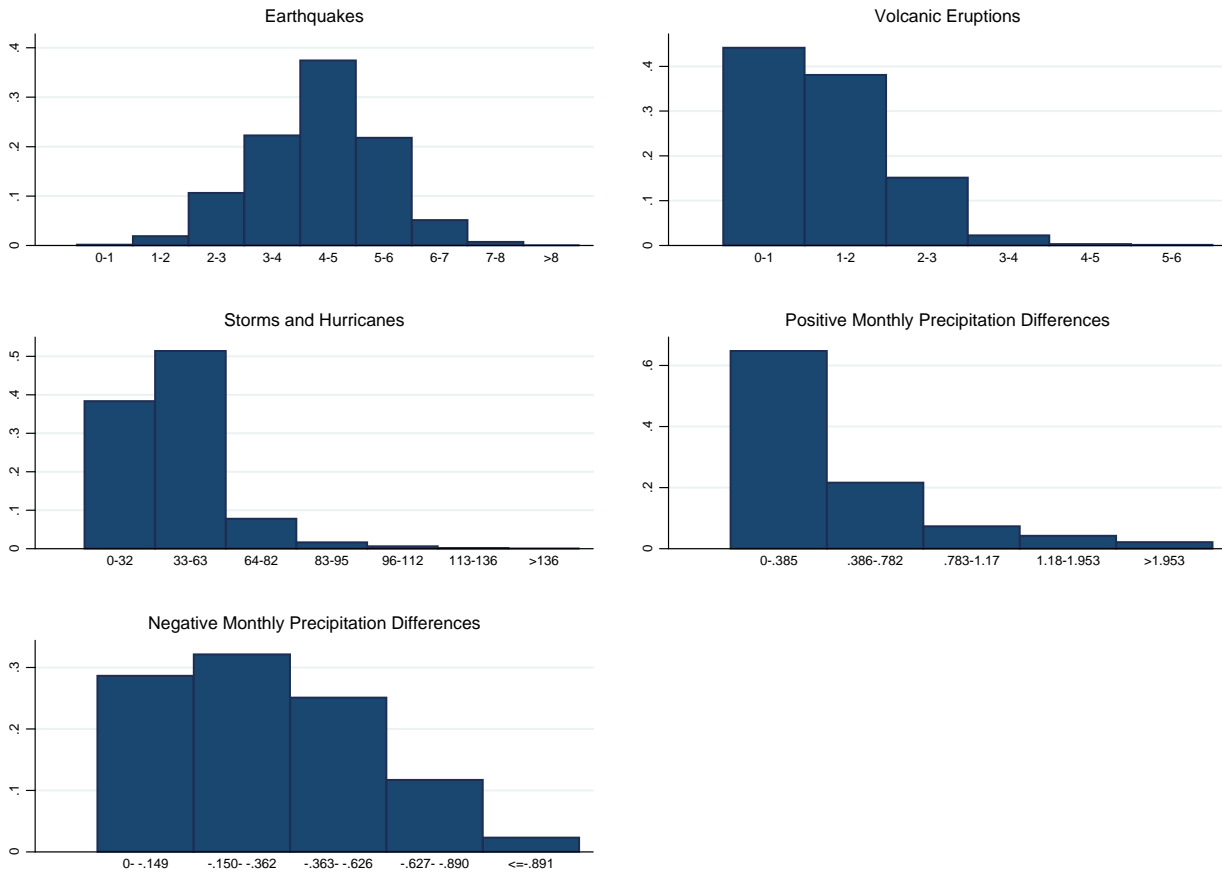 Earthquakes
.4
.3
.2
.1
0
0-1 1-2 2-3 3-4 4-5 5-6 6-7 7-8 >8
Volcanic Eruptions
.4
.3
.2
.1
0
0-1 1-2 2-3 3-4 4-5 5-6
Storms and Hurricanes
.5
.4
.3
.2
.1
0
0-32 33-63 64-82 83-95 96-112 113-136 >136
Positive Monthly Precipitation Differences
.6
.4
.2
0
0-.385 .386-.782 .783-1.17 1.18-1.953 >1.953
Negative Monthly Precipitation Differences
.3
.2
.1
0
0- -.149 -.150- -.362 -.363- -.626 -.627- -.890 <=-.891